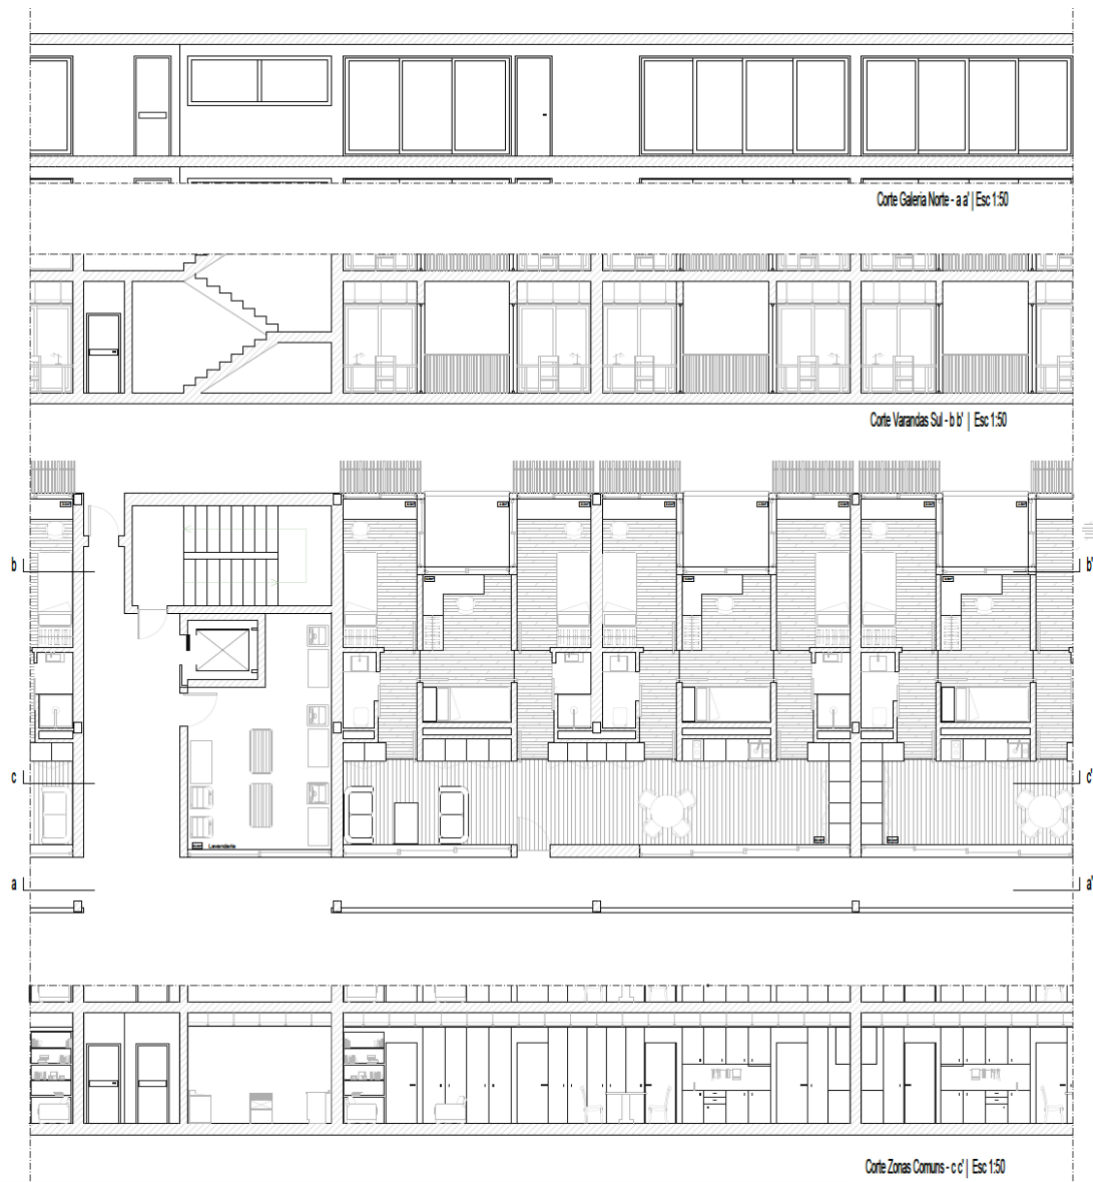 Corte Galeria Norte - a a' | Esc 1:50
Corte Varandas Sul - b b' | Esc 1:50
b b'
c c'
Lavandaria
a a'
Corte Zonas Comuns - c c' | Esc 1:50